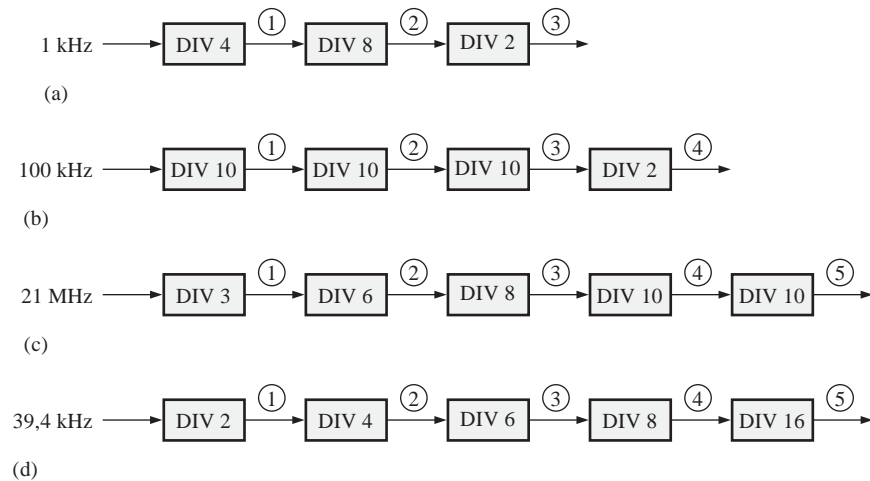 ① ② ③
1 kHz DIV 4 DIV 8 DIV 2
(a)
① ② ③ ④
100 kHz DIV 10 DIV 10 DIV 10 DIV 2
(b)
① ② ③ ④ ⑤
21 MHz DIV 3 DIV 6 DIV 8 DIV 10 DIV 10
(c)
① ② ③ ④ ⑤
39,4 kHz DIV 2 DIV 4 DIV 6 DIV 8 DIV 16
(d)